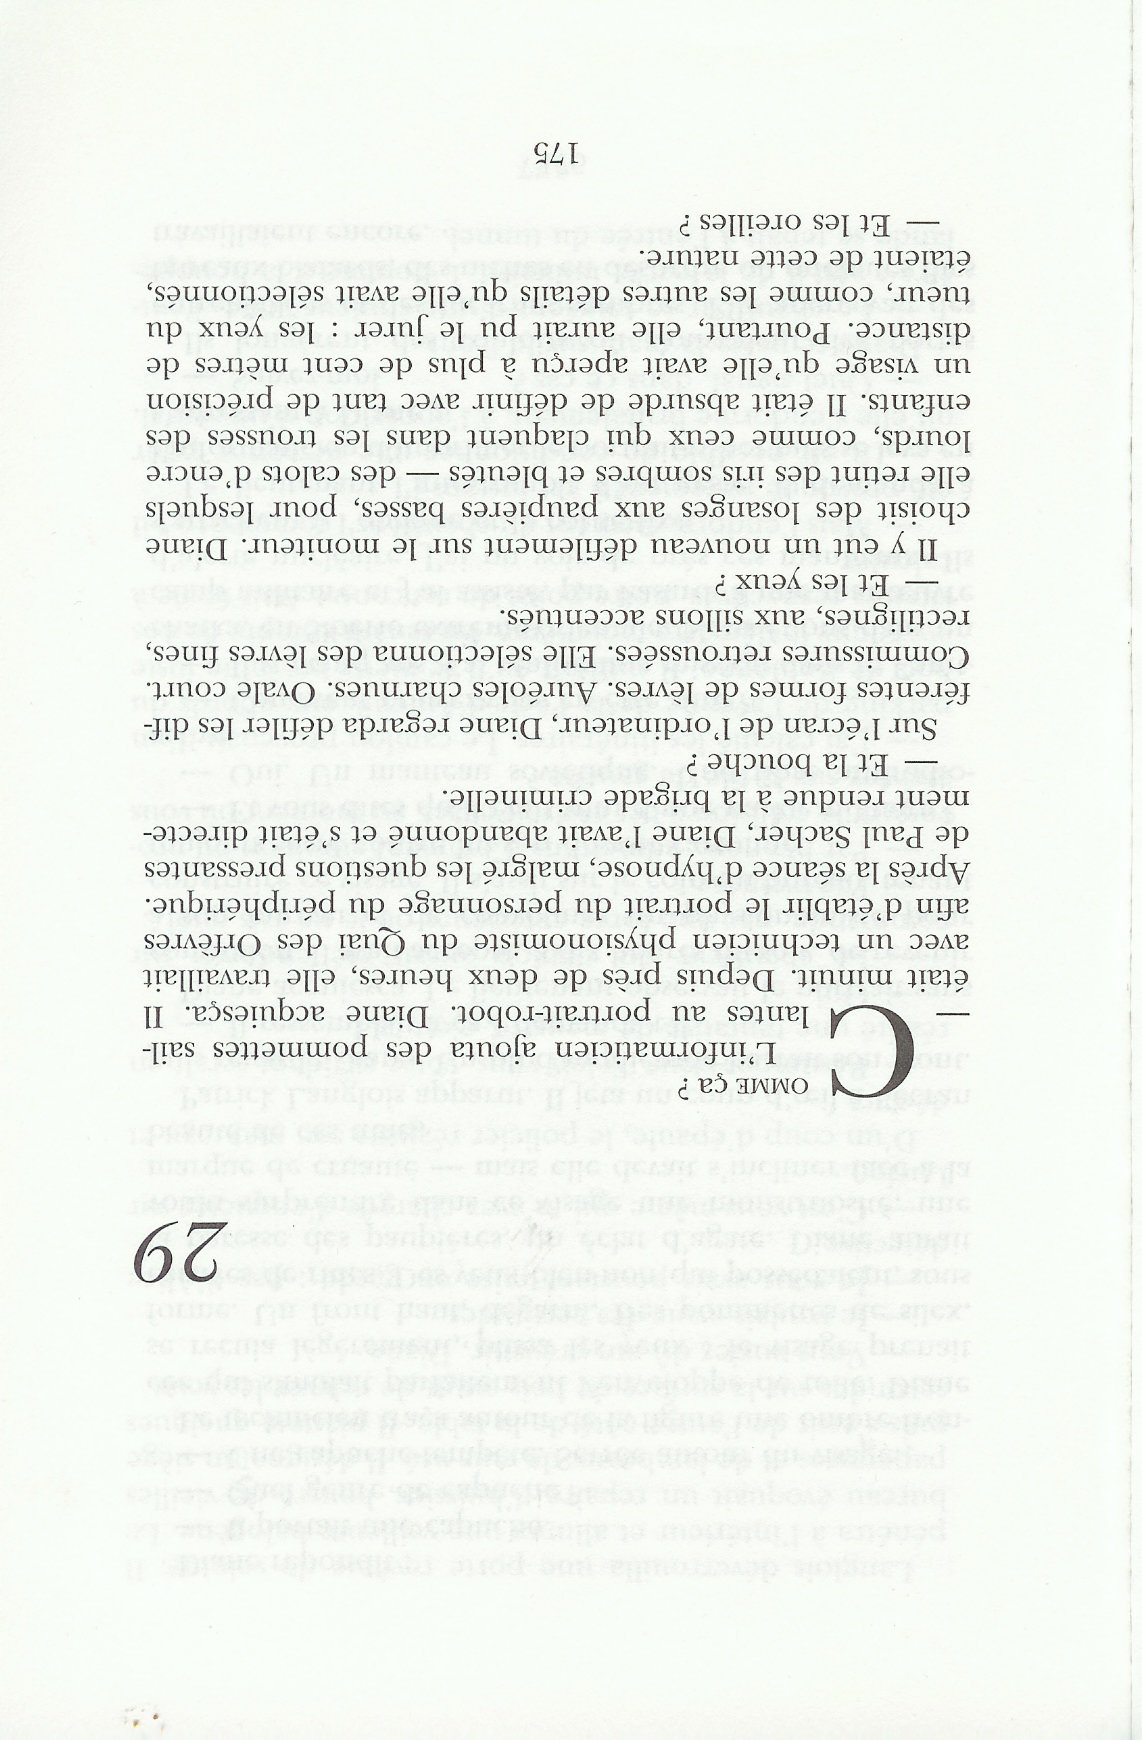 29
— COMME ça ?
L'informaticien ajouta des pommettes sail-
lantes au portrait-robot. Diane acquiesça. Il
était minuit. Depuis près de deux heures, elle travaillait
avec un technicien physionomiste du Quai des Orfèvres
afin d'établir le portrait du personnage du périphérique.
Après la séance d'hypnose, malgré les questions pressantes
de Paul Sacher, Diane l'avait abandonné et s'était directe-
ment rendue à la brigade criminelle.
— Et la bouche ?
Sur l'écran de l'ordinateur, Diane regarda défiler les dif-
férentes formes de lèvres. Auréoles charnues. Ovale court.
Commissures retroussées. Elle sélectionna des lèvres fines,
rectilignes, aux sillons accentués.
— Et les yeux ?
Il y eut un nouveau défilement sur le moniteur. Diane
choisit des losanges aux paupières basses, pour lesquels
elle retint des iris sombres et bleutés — des calots d'encre
lourds, comme ceux qui claquent dans les trousses des
enfants. Il était absurde de définir avec tant de précision
un visage qu'elle avait aperçu à plus de cent mètres de
distance. Pourtant, elle aurait pu le jurer : les yeux du
tueur, comme les autres détails qu'elle avait sélectionnés,
étaient de cette nature.
— Et les oreilles ?
175